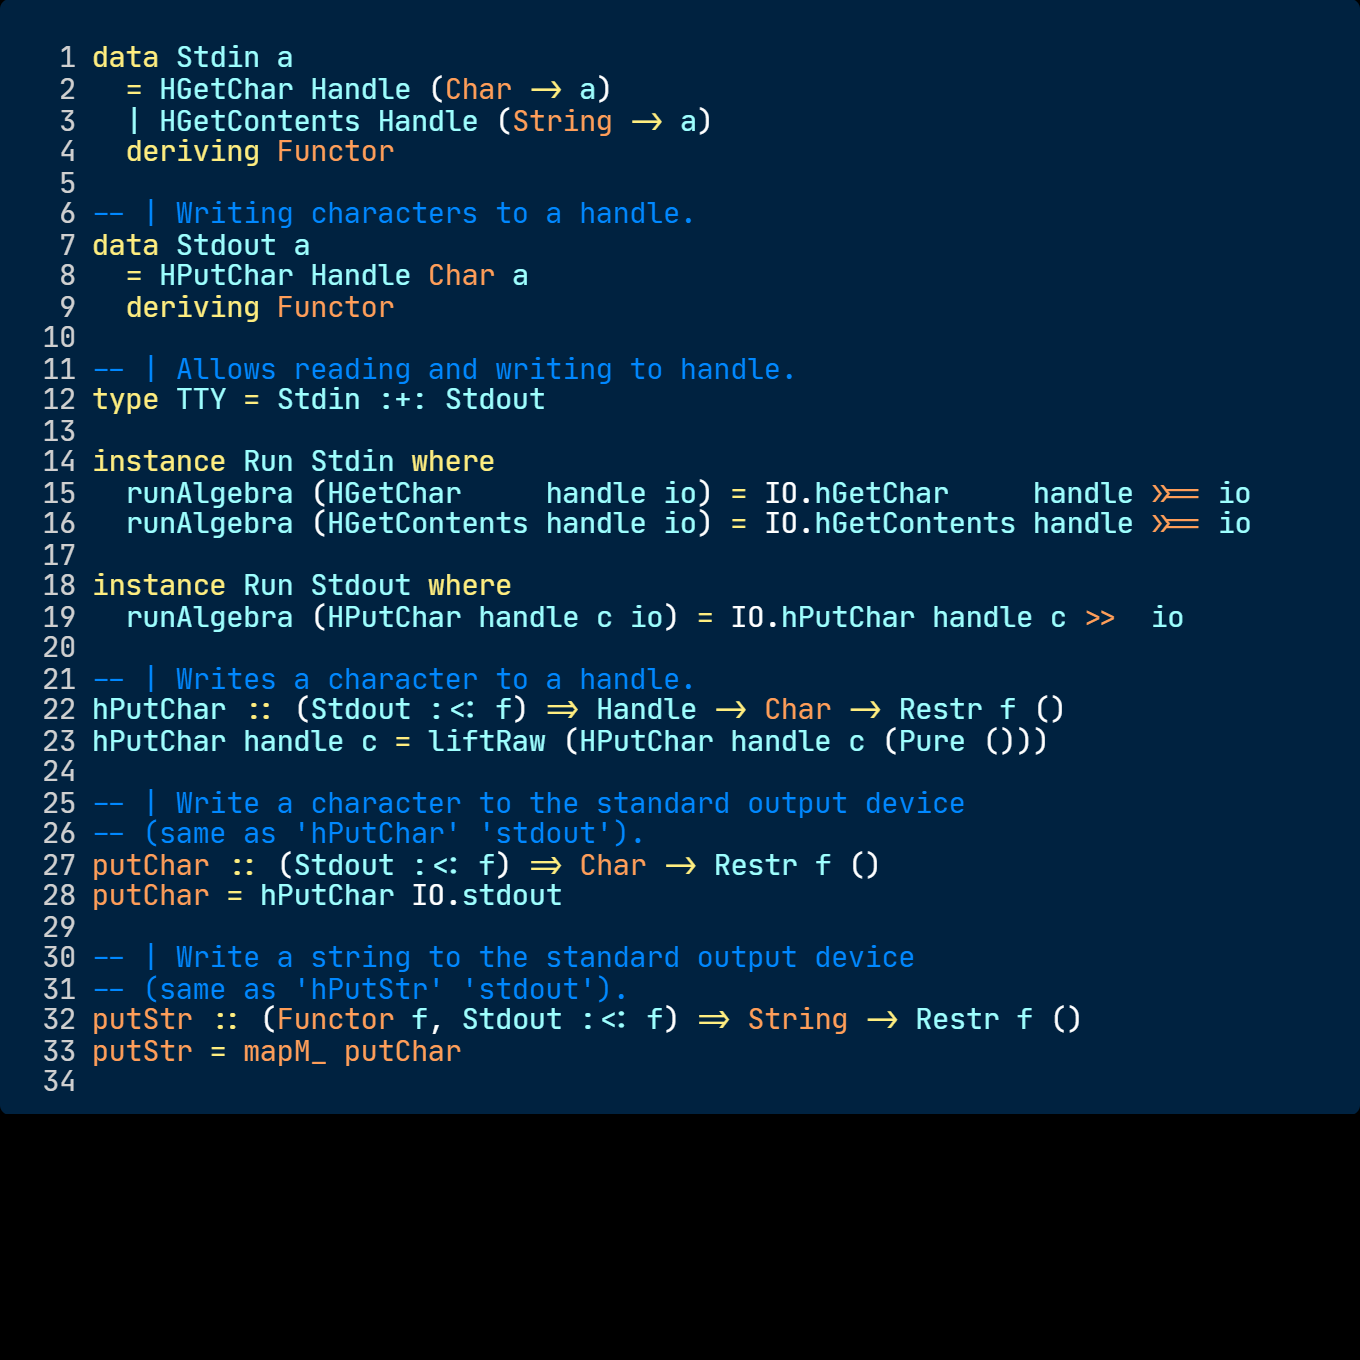 1 data Stdin a
2   = HGetChar Handle (Char -> a)
3   | HGetContents Handle (String -> a)
4   deriving Functor
5
6 -- | Writing characters to a handle.
7 data Stdout a
8   = HPutChar Handle Char a
9   deriving Functor
10
11 -- | Allows reading and writing to handle.
12 type TTY = Stdin :+: Stdout
13
14 instance Run Stdin where
15   runAlgebra (HGetChar     handle io) = IO.hGetChar     handle >>= io
16   runAlgebra (HGetContents handle io) = IO.hGetContents handle >>= io
17
18 instance Run Stdout where
19   runAlgebra (HPutChar handle c io) = IO.hPutChar handle c >>  io
20
21 -- | Writes a character to a handle.
22 hPutChar :: (Stdout :<: f) => Handle -> Char -> Restr f ()
23 hPutChar handle c = liftRaw (HPutChar handle c (Pure ()))
24
25 -- | Write a character to the standard output device
26 -- (same as 'hPutChar' 'stdout').
27 putChar :: (Stdout :<: f) => Char -> Restr f ()
28 putChar = hPutChar IO.stdout
29
30 -- | Write a string to the standard output device
31 -- (same as 'hPutStr' 'stdout').
32 putStr :: (Functor f, Stdout :<: f) => String -> Restr f ()
33 putStr = mapM_ putChar
34